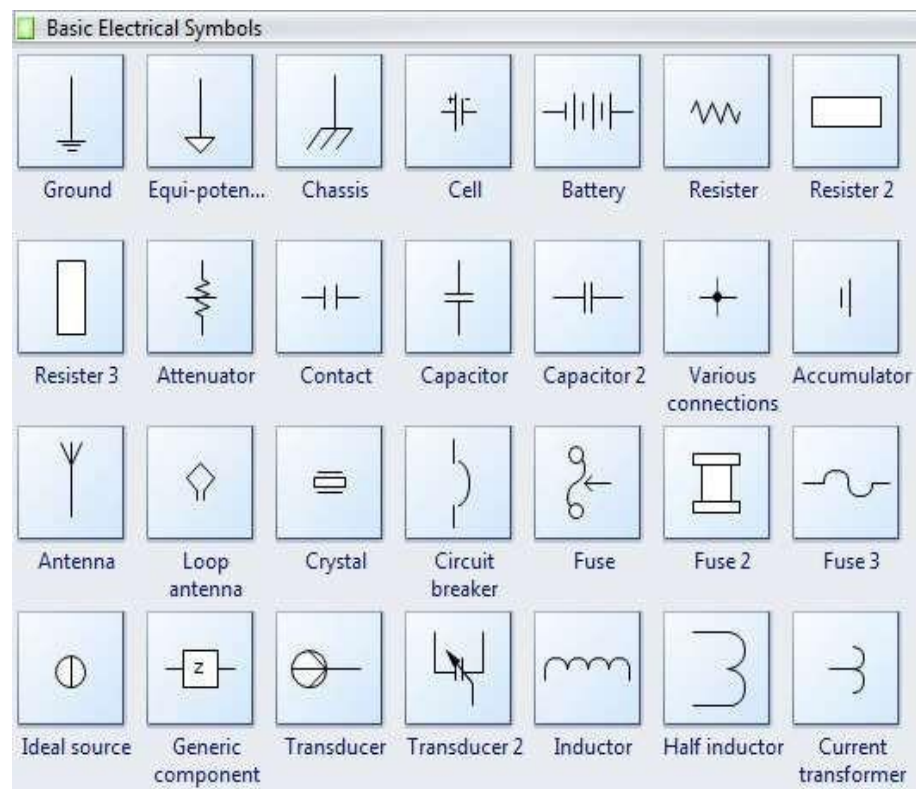 Basic Electrical Symbols
Ground Equi-poten... Chassis Cell Battery Resister Resister 2
+ -
Resister 3 Attenuator Contact Capacitor Capacitor 2 Various connections Accumulator
Antenna Loop antenna Crystal Circuit breaker Fuse Fuse 2 Fuse 3
z
Ideal source Generic component Transducer Transducer 2 Inductor Half inductor Current transformer